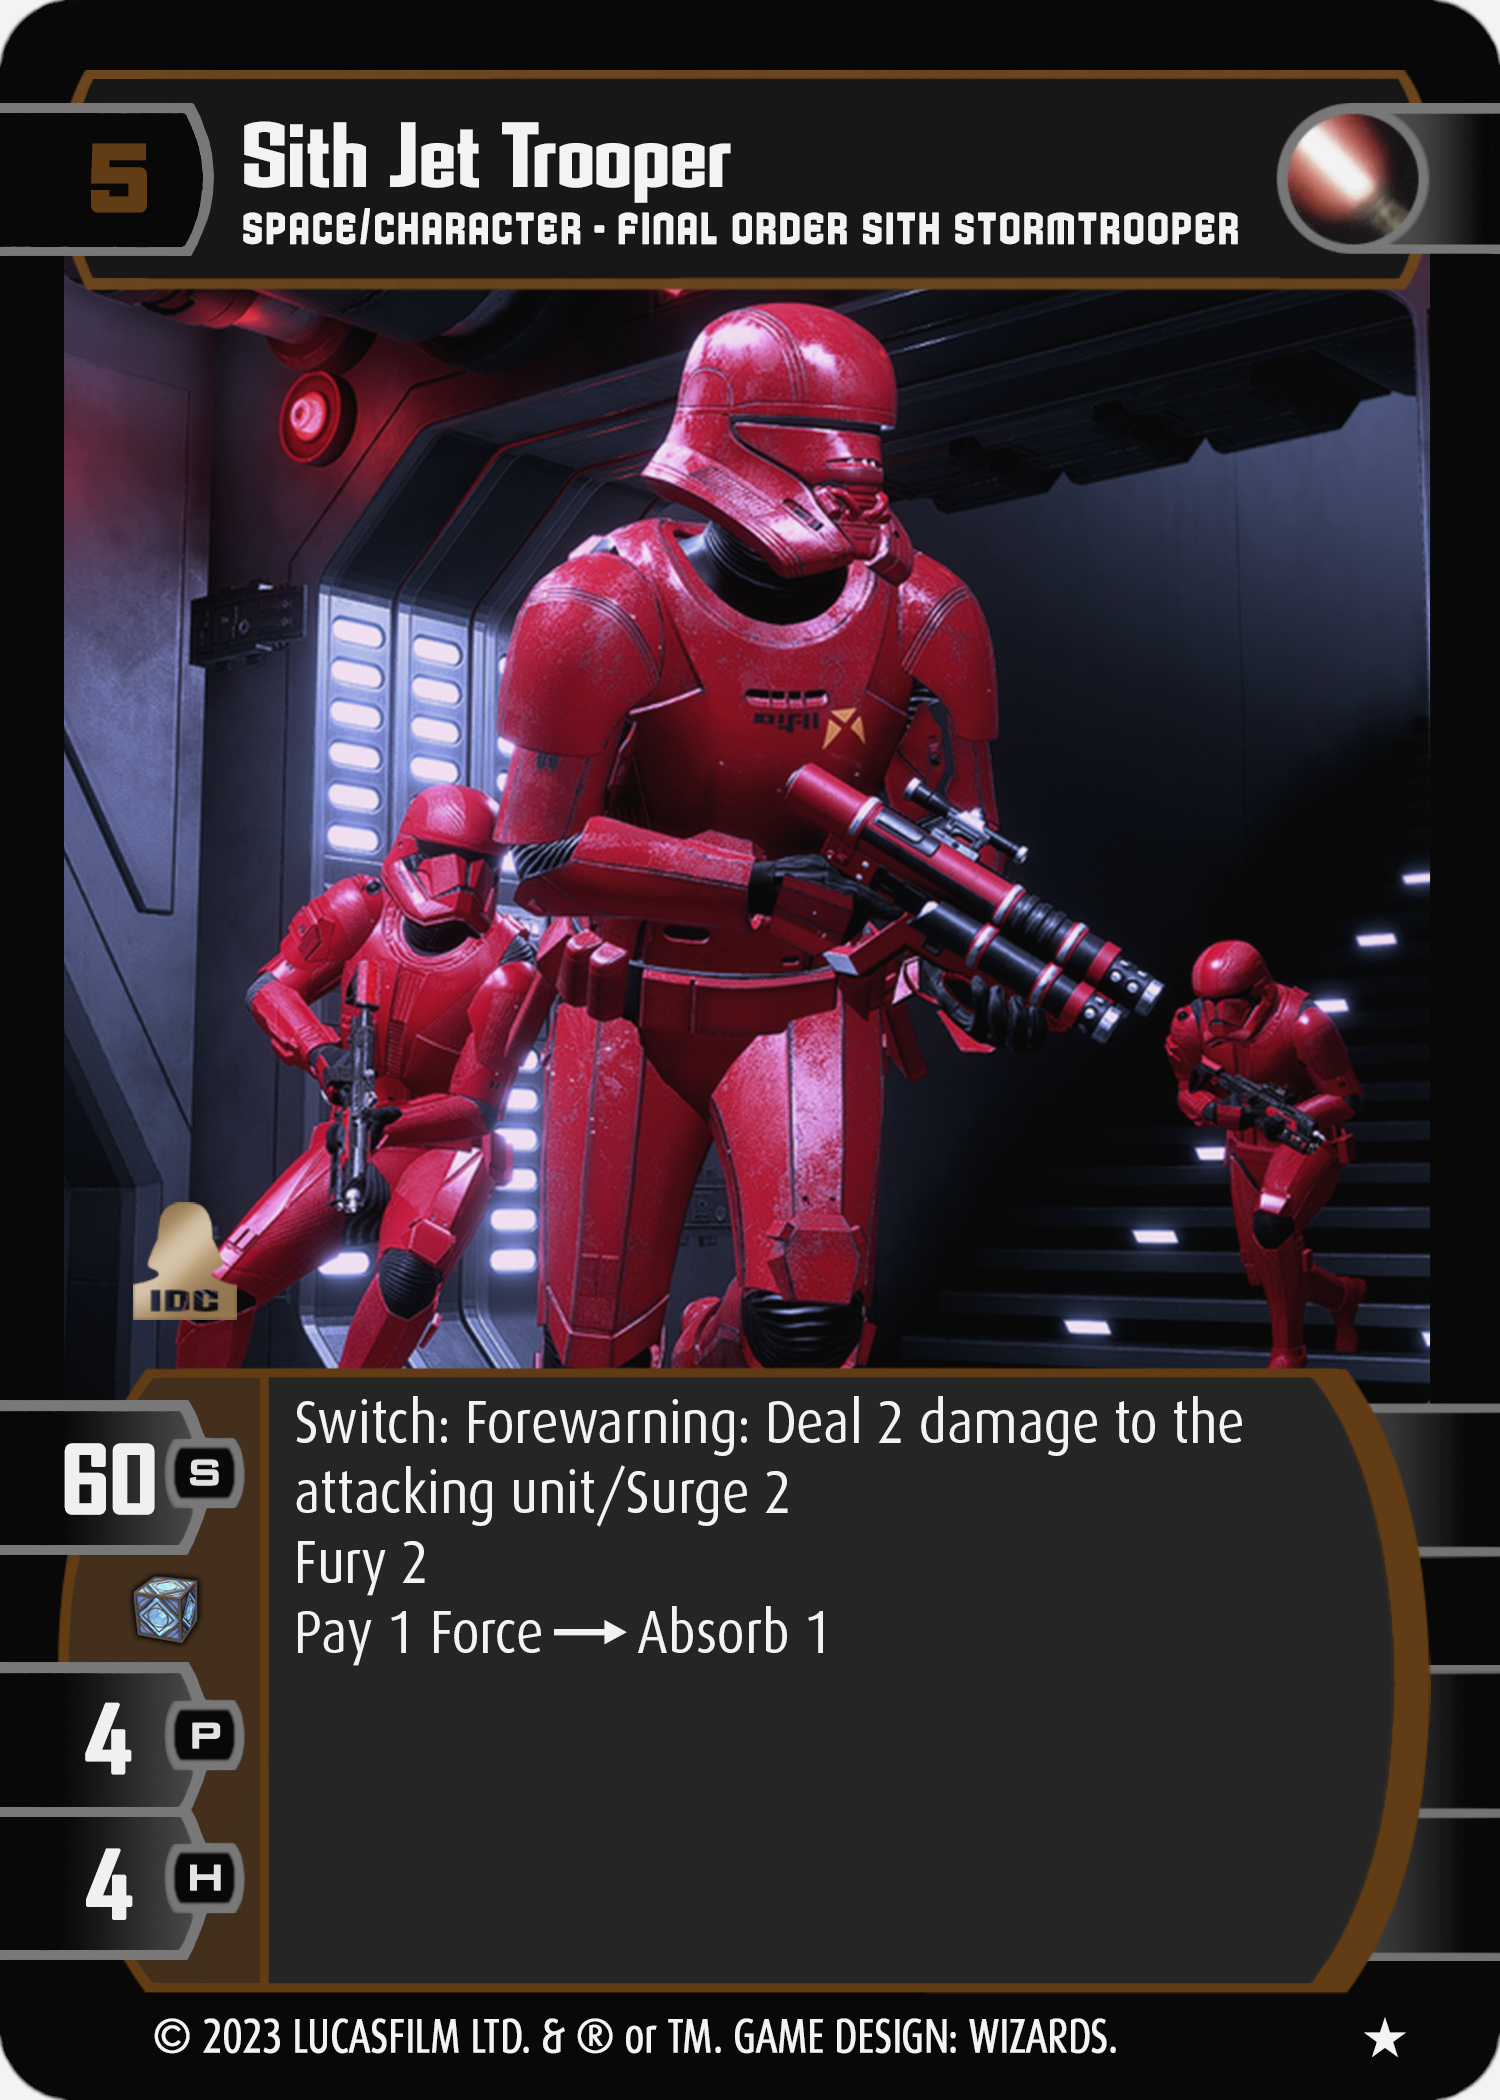 5
Sith Jet Trooper
SPACE/CHARACTER - FINAL ORDER SITH STORMTROOPER
IDC
60 S
Switch: Forewarning: Deal 2 damage to the
attacking unit/Surge 2
Fury 2
Pay 1 Force → Absorb 1
4 P
4 H
© 2023 LUCASFILM LTD. & ® or TM. GAME DESIGN: WIZARDS.